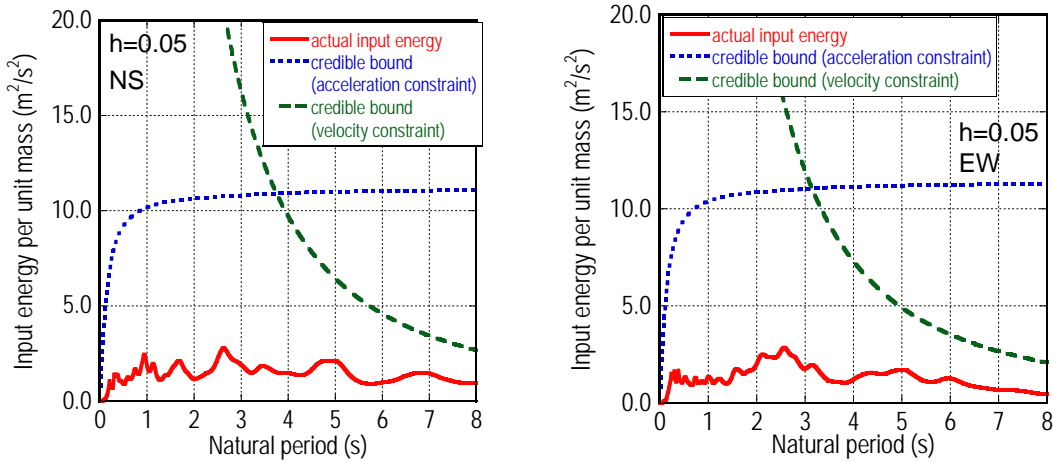 Input energy per unit mass (m²/s²)
20.0
15.0
10.0
5.0
0.0
h=0.05
NS
actual input energy
credible bound
(acceleration constraint)
credible bound
(velocity constraint)
0 1 2 3 4 5 6 7 8
Natural period (s)
Input energy per unit mass (m²/s²)
20.0
15.0
10.0
5.0
0.0
actual input energy
credible bound (acceleration constraint)
credible bound (velocity constraint)
h=0.05
EW
0 1 2 3 4 5 6 7 8
Natural period (s)